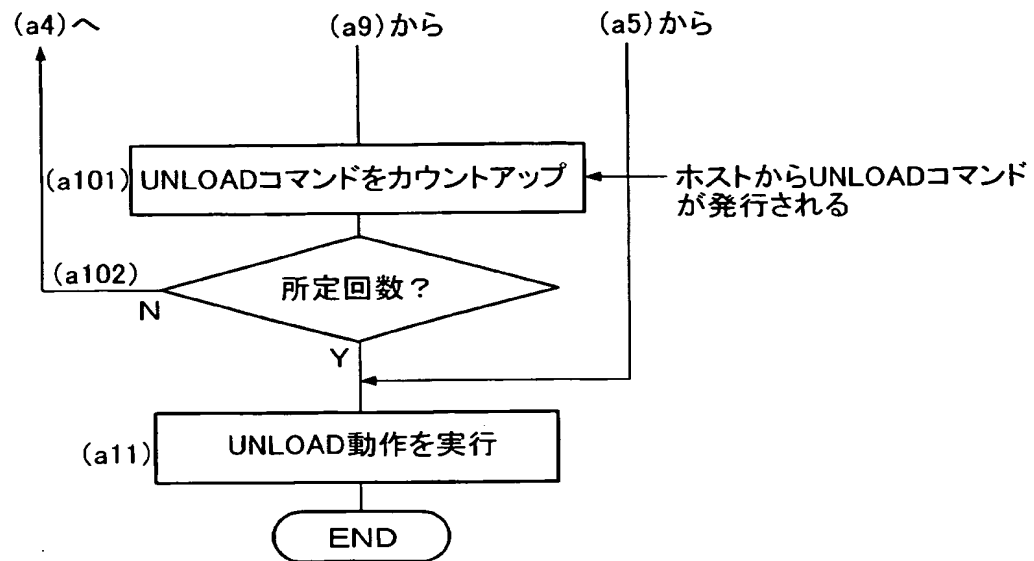 (a4)へ
(a9)から
(a5)から
(a101)
UNLOADコマンドをカウントアップ
ホストからUNLOADコマンド
が発行される
(a102)
所定回数?
N
Y
(a11)
UNLOAD動作を実行
END